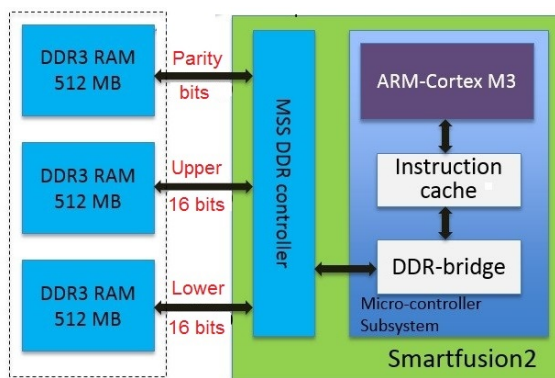 DDR3 RAM
512 MB
Parity
bits
DDR3 RAM
512 MB
Upper
16 bits
DDR3 RAM
512 MB
Lower
16 bits
MSS DDR controller
ARM-Cortex M3
Instruction
cache
DDR-bridge
Micro-controller
Subsystem
Smartfusion2